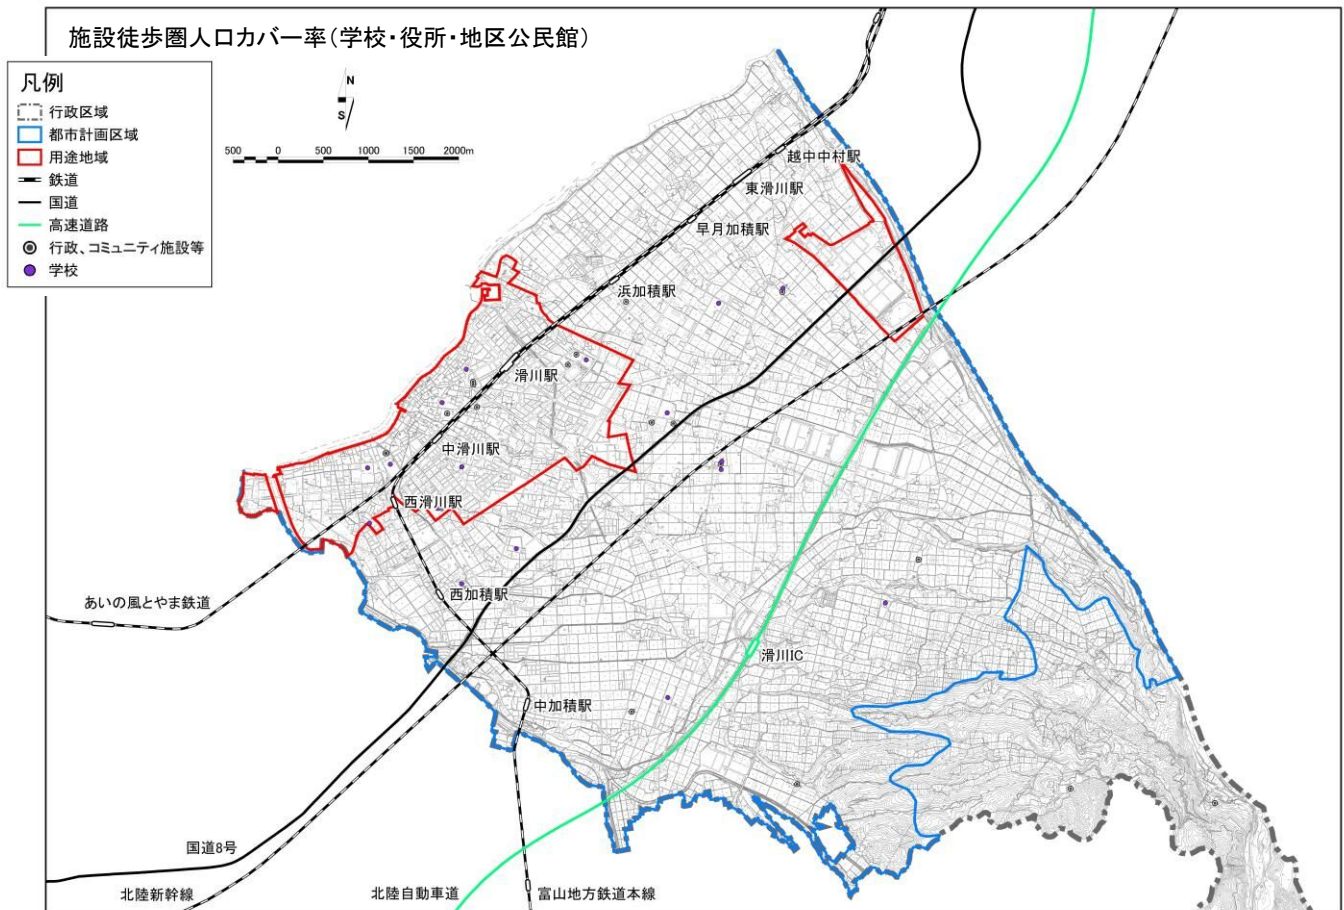 施設徒歩圏人口カバー率(学校・役所・地区公民館)
凡例
行政区域
都市計画区域
用途地域
鉄道
国道
高速道路
行政、コミュニティ施設等
学校
N
S
500 0 500 1000 1500 2000m
越中中村駅
東滑川駅
早月加積駅
浜加積駅
滑川駅
中滑川駅
西滑川駅
西加積駅
あいの風とやま鉄道
滑川IC
中加積駅
国道8号
北陸新幹線
北陸自動車道
富山地方鉄道本線